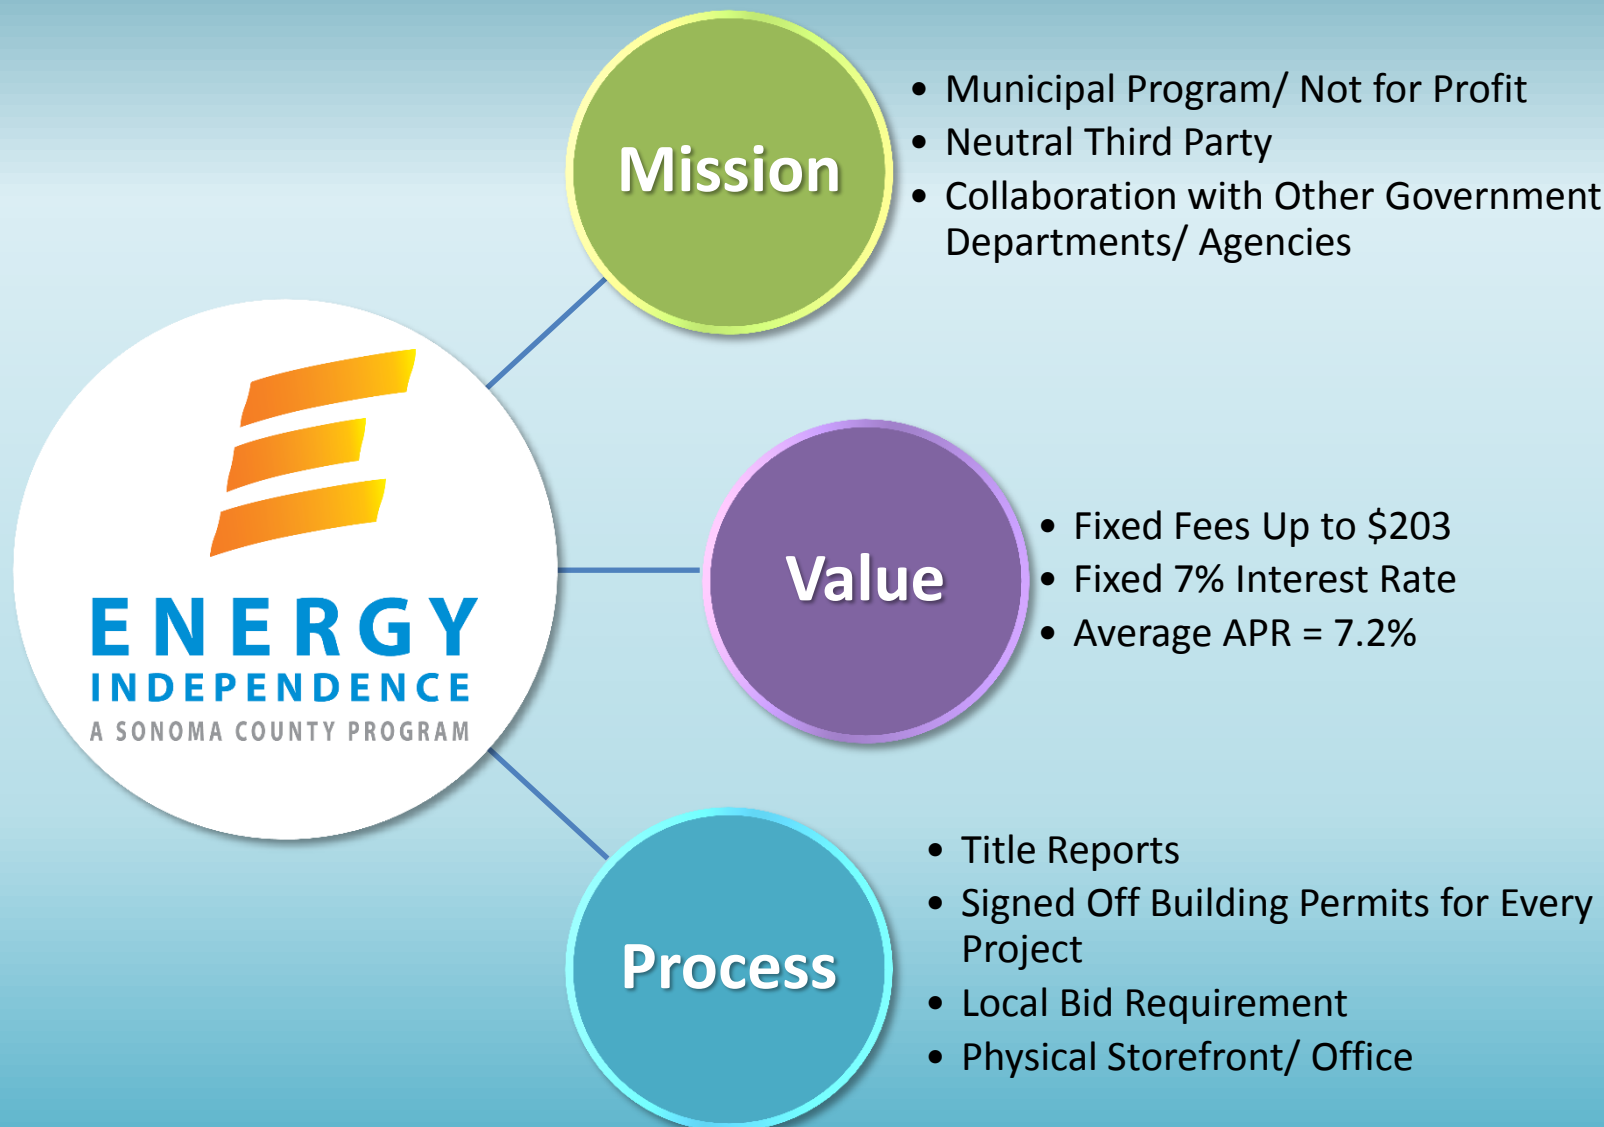 Mission
• Municipal Program/ Not for Profit
• Neutral Third Party
• Collaboration with Other Government
Departments/ Agencies
ENERGY
INDEPENDENCE
A SONOMA COUNTY PROGRAM
Value
• Fixed Fees Up to $203
• Fixed 7% Interest Rate
• Average APR = 7.2%
Process
• Title Reports
• Signed Off Building Permits for Every
Project
• Local Bid Requirement
• Physical Storefront/ Office